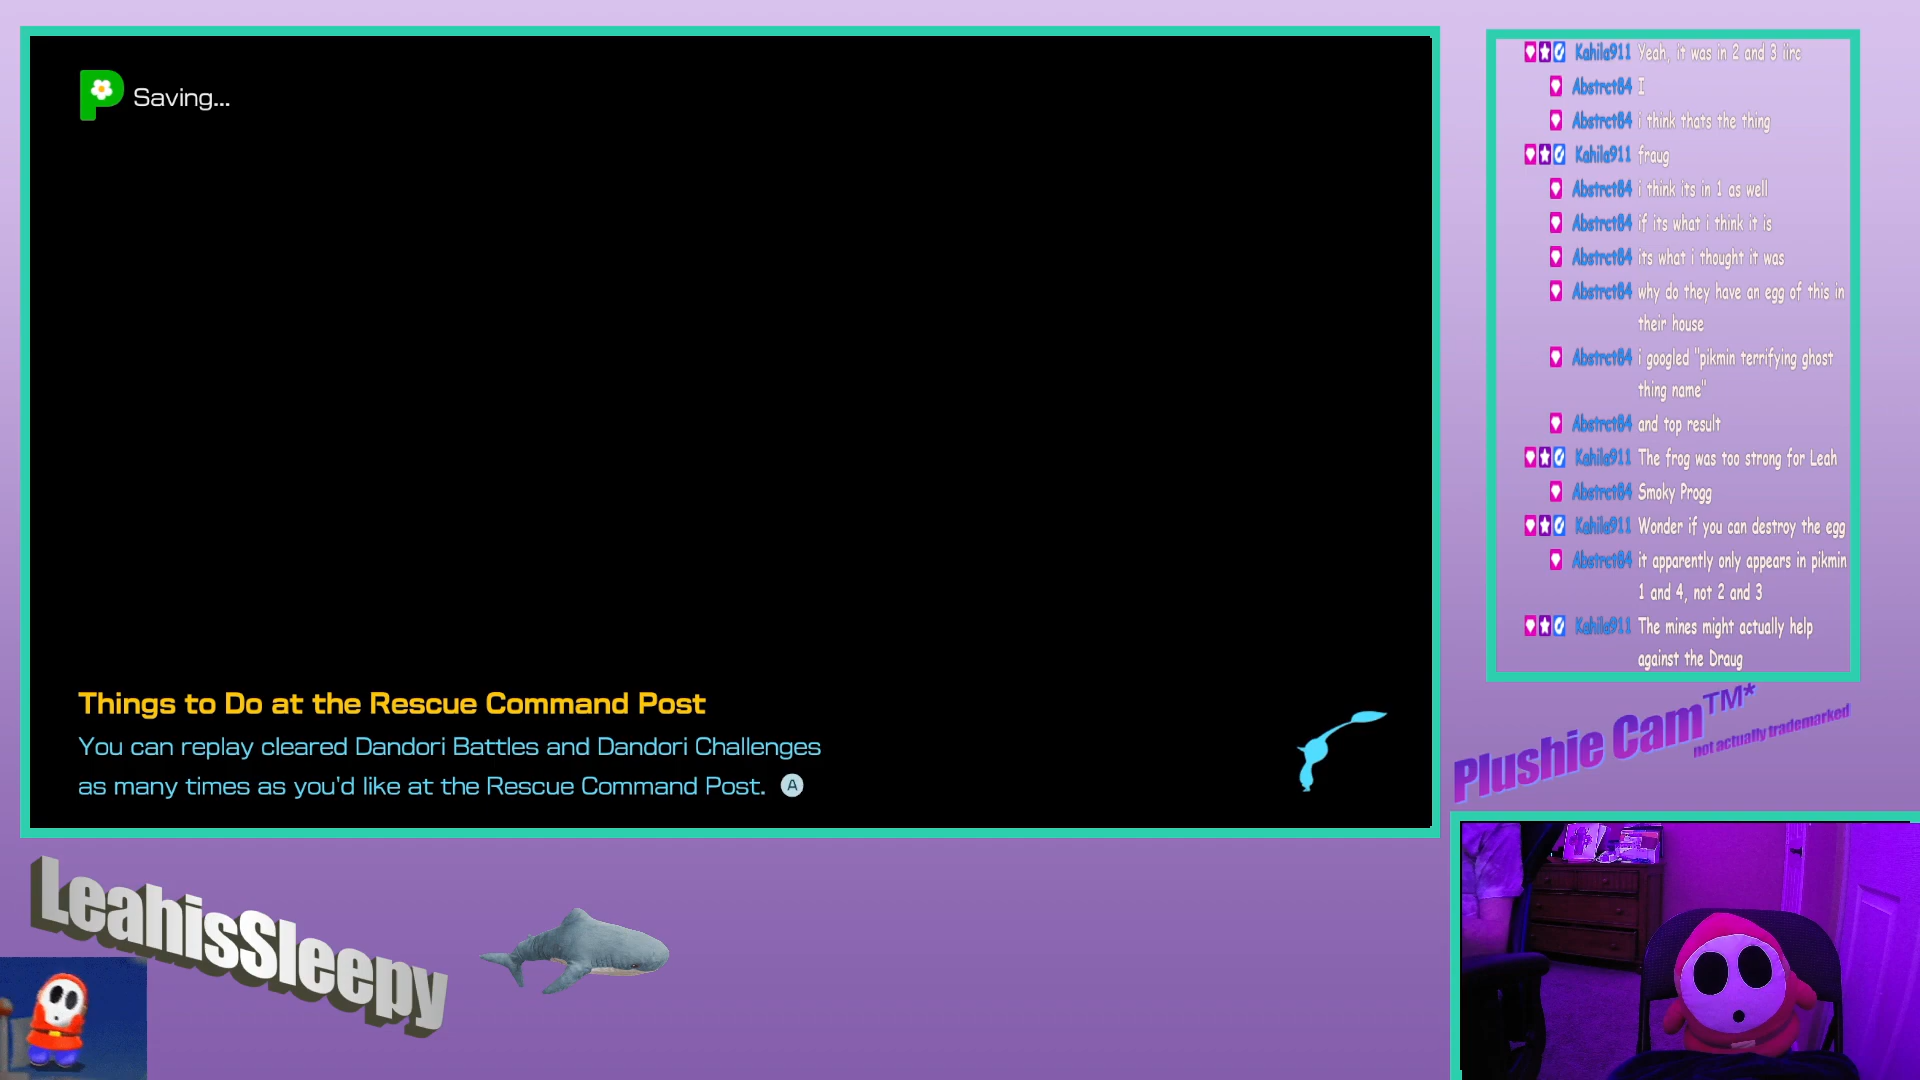 Saving...
Things to Do at the Rescue Command Post
You can replay cleared Dandori Battles and Dandori Challenges
as many times as you'd like at the Rescue Command Post. A
Kahila911 Yeah, it was in 2 and 3 iirc
Abstrct84 I
Abstrct84 i think thats the thing
Kahila911 fraug
Abstrct84 i think its in 1 as well
Abstrct84 if its what i think it is
Abstrct84 its what i thought it was
Abstrct84 why do they have an egg of this in
their house
Abstrct84 i googled "pikmin terrifying ghost
thing name"
Abstrct84 and top result
Kahila911 The frog was too strong for Leah
Abstrct84 Smoky Progg
Kahila911 Wonder if you can destroy the egg
Abstrct84 it apparently only appears in pikmin
1 and 4, not 2 and 3
Kahila911 The mines might actually help
against the Draug
Plushie Cam™*
not actually trademarked
LeahisSleepy